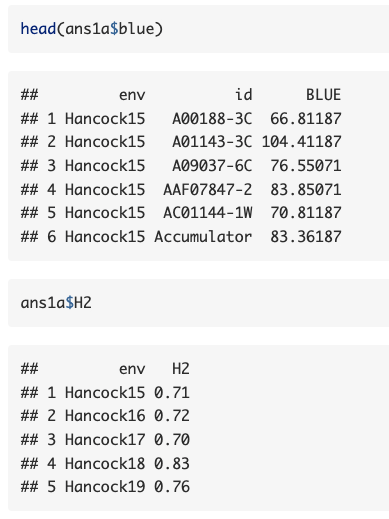 head(ans1a$blue)
##        env          id      BLUE
## 1 Hancock15   A00188-3C  66.81187
## 2 Hancock15   A01143-3C 104.41187
## 3 Hancock15   A09037-6C  76.55071
## 4 Hancock15  AAF07847-2  83.85071
## 5 Hancock15  AC01144-1W  70.81187
## 6 Hancock15 Accumulator  83.36187
ans1a$H2
##        env   H2
## 1 Hancock15 0.71
## 2 Hancock16 0.72
## 3 Hancock17 0.70
## 4 Hancock18 0.83
## 5 Hancock19 0.76